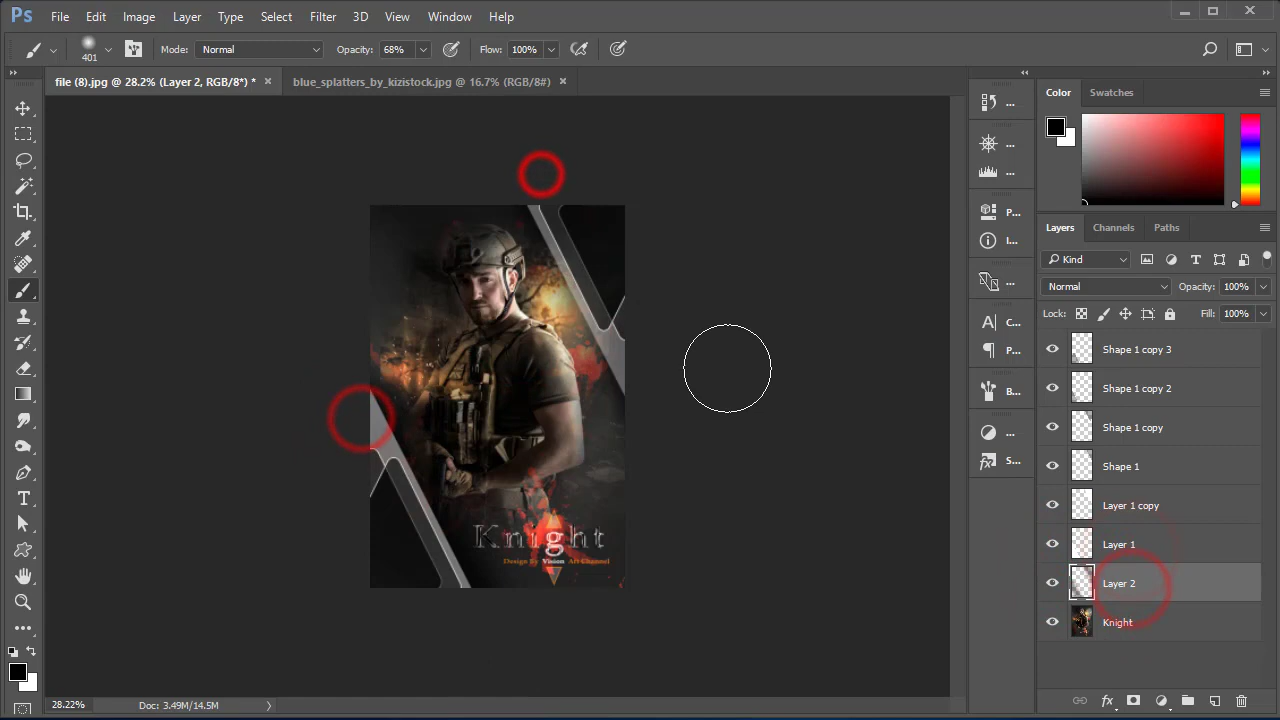 Ps File Edit Image Layer Type Select Filter 3D View Window Help
401 Mode: Normal Opacity: 68% Flow: 100%
file (8).jpg @ 28.2% (Layer 2, RGB/8*) * × blue_splatters_by_kizistock.jpg @ 16.7% (RGB/8#) ×
Color Swatches
...
...
...
P...
I...
...
C...
P...
B...
...
S...
Layers Channels Paths
Kind
Normal Opacity: 100%
Lock: Fill: 100%
Shape 1 copy 3
Shape 1 copy 2
Shape 1 copy
Shape 1
Layer 1 copy
Layer 1
Layer 2
Knight
Knight
Design By Vision Art Channel
28.22% Doc: 3.49M/14.5M